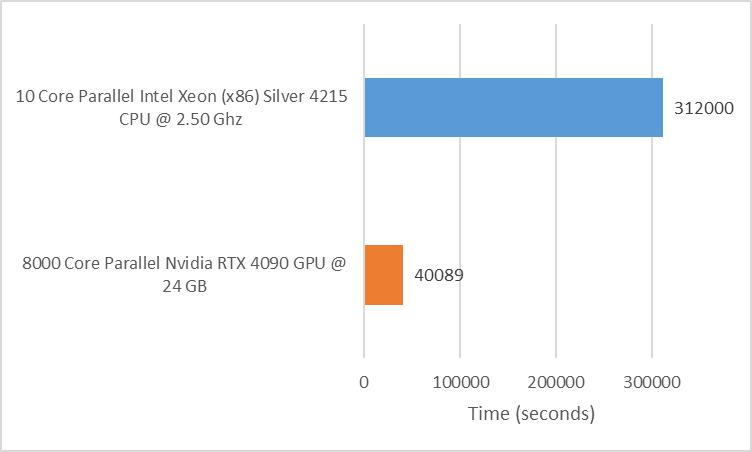 10 Core Parallel Intel Xeon (x86) Silver 4215
CPU @ 2.50 Ghz
312000
8000 Core Parallel Nvidia RTX 4090 GPU @
24 GB
40089
0 100000 200000 300000
Time (seconds)